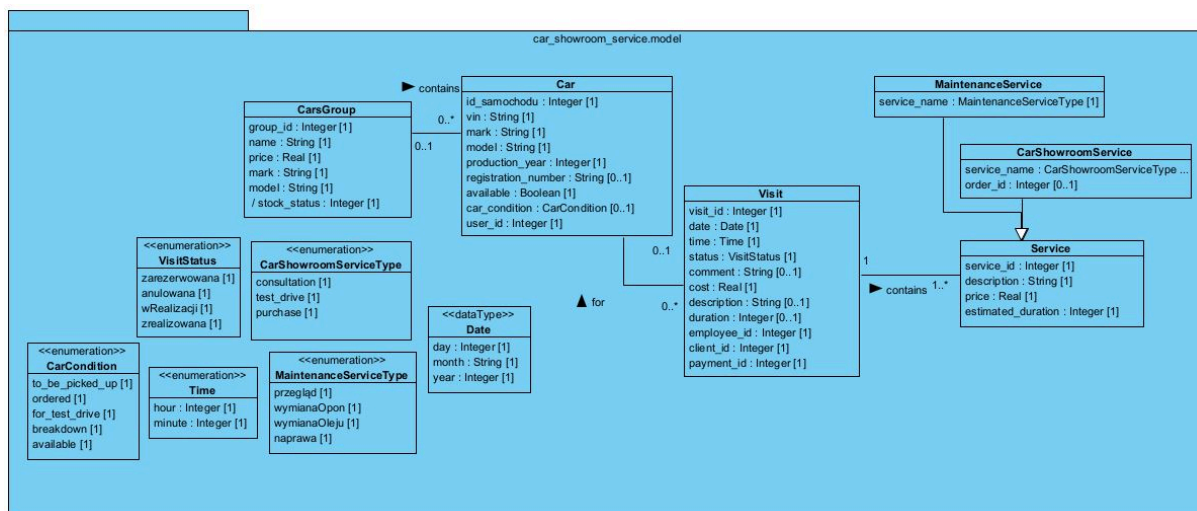 car_showroom_service.model
contains
Car
id_samochodu : Integer [1]
vin : String [1]
mark : String [1]
model : String [1]
production_year : Integer [1]
registration_number : String [0..1]
available : Boolean [1]
car_condition : CarCondition [0..1]
user_id : Integer [1]
CarsGroup
group_id : Integer [1]
name : String [1]
price : Real [1]
mark : String [1]
model : String [1]
/ stock_status : Integer [1]
0..*
0..1
MaintenanceService
service_name : MaintenanceServiceType [1]
CarShowroomService
service_name : CarShowroomServiceType ...
order_id : Integer [0..1]
Visit
visit_id : Integer [1]
date : Date [1]
time : Time [1]
status : VisitStatus [1]
comment : String [0..1]
cost : Real [1]
description : String [0..1]
duration : Integer [0..1]
employee_id : Integer [1]
client_id : Integer [1]
payment_id : Integer [1]
0..1
0..*
for
1
contains
1..*
Service
service_id : Integer [1]
description : String [1]
price : Real [1]
estimated_duration : Integer [1]
<<enumeration>>
VisitStatus
zarezerwowana [1]
anulowana [1]
wRealizacji [1]
zrealizowana [1]
<<enumeration>>
CarShowroomServiceType
consultation [1]
test_drive [1]
purchase [1]
<<dataType>>
Date
day : Integer [1]
month : String [1]
year : Integer [1]
<<enumeration>>
CarCondition
to_be_picked_up [1]
ordered [1]
for_test_drive [1]
breakdown [1]
available [1]
<<enumeration>>
Time
hour : Integer [1]
minute : Integer [1]
<<enumeration>>
MaintenanceServiceType
przegląd [1]
wymianaOpon [1]
wymianaOleju [1]
naprawa [1]